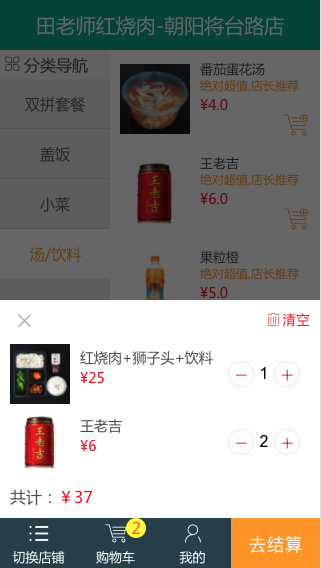 田老师红烧肉-朝阳将台路店
分类导航
双拼套餐
盖饭
小菜
汤/饮料
番茄蛋花汤
绝对超值,店长推荐
¥4.0
王老吉
绝对超值,店长推荐
¥6.0
果粒橙
绝对超值,店长推荐
¥5.0
清空
红烧肉+狮子头+饮料
¥25
1
王老吉
¥6
2
共计：¥37
切换店铺
购物车
2
我的
去结算